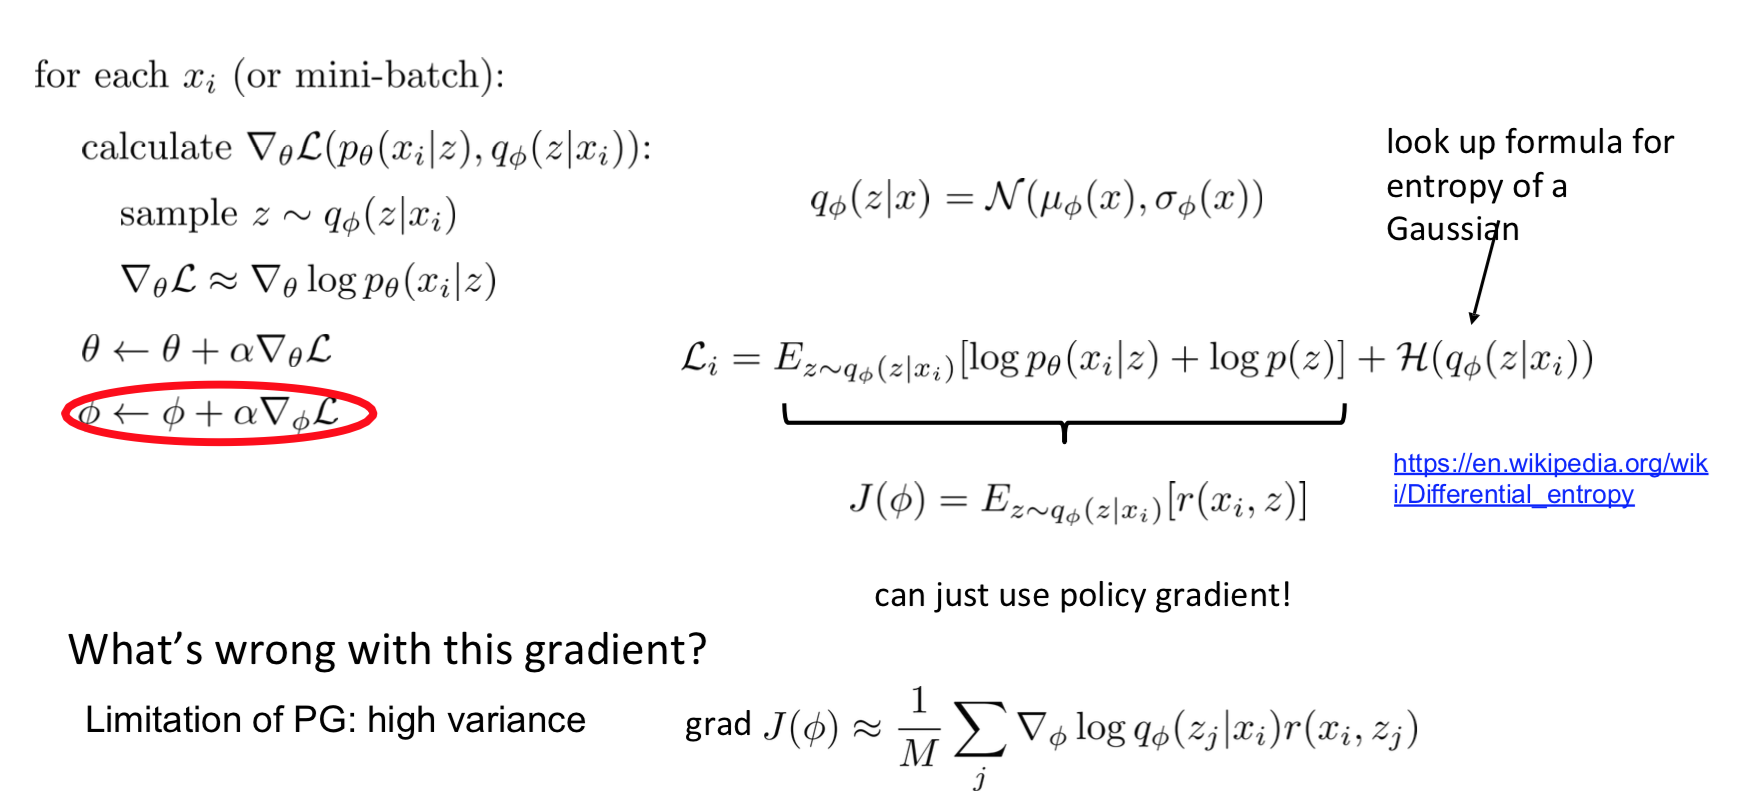 for each $x_i$ (or mini-batch):
calculate $\nabla_\theta \mathcal{L}(p_\theta(x_i|z), q_\phi(z|x_i))$:
sample $z \sim q_\phi(z|x_i)$
$\nabla_\theta \mathcal{L} \approx \nabla_\theta \log p_\theta(x_i|z)$
$\theta \leftarrow \theta + \alpha \nabla_\theta \mathcal{L}$
$\phi \leftarrow \phi + \alpha \nabla_\phi \mathcal{L}$
$q_\phi(z|x) = \mathcal{N}(\mu_\phi(x), \sigma_\phi(x))$
look up formula for
entropy of a
Gaussian
$\mathcal{L}_i = E_{z \sim q_\phi(z|x_i)}[\log p_\theta(x_i|z) + \log p(z)] + \mathcal{H}(q_\phi(z|x_i))$
$J(\phi) = E_{z \sim q_\phi(z|x_i)}[r(x_i, z)]$
https://en.wikipedia.org/wik
i/Differential_entropy
can just use policy gradient!
What's wrong with this gradient?
Limitation of PG: high variance
grad $J(\phi) \approx \frac{1}{M} \sum_j \nabla_\phi \log q_\phi(z_j|x_i) r(x_i, z_j)$